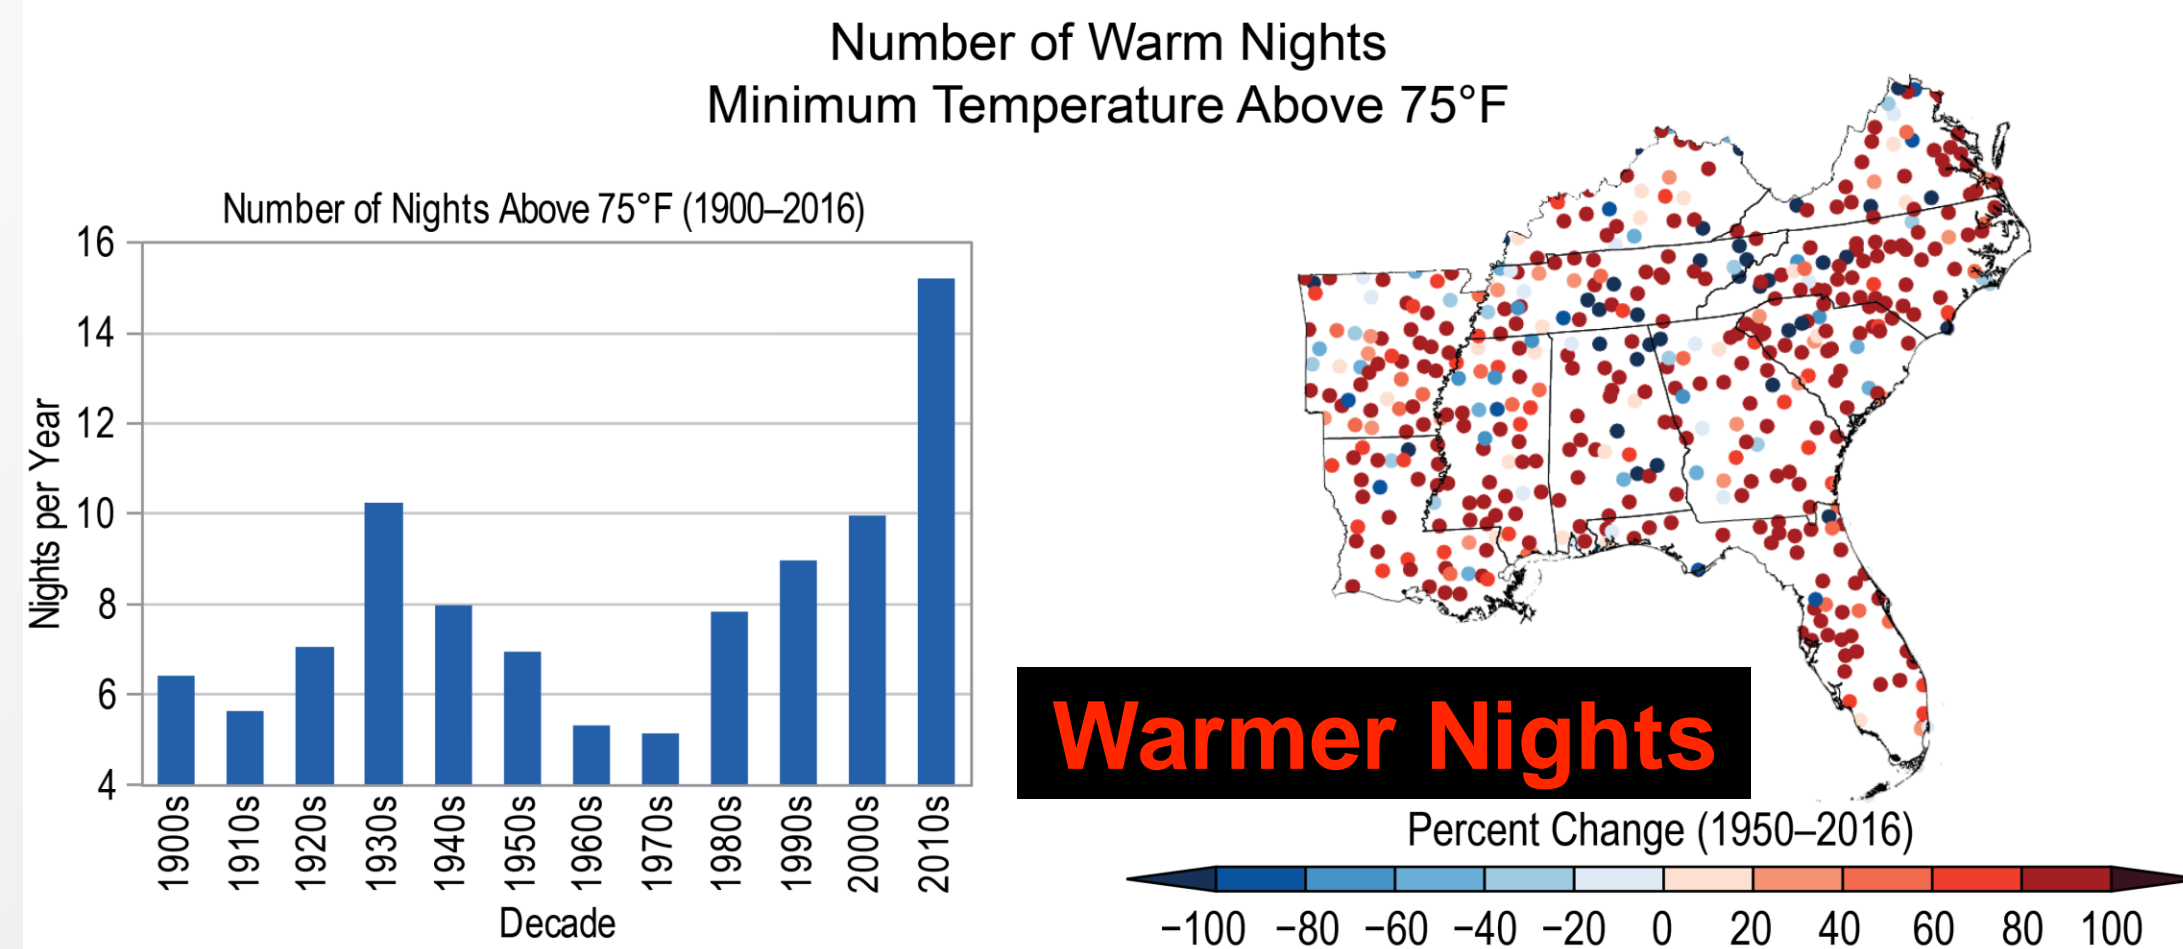 Number of Warm Nights
Minimum Temperature Above 75°F
Number of Nights Above 75°F (1900–2016)
16
14
12
10
8
6
4
Nights per Year
1900s
1910s
1920s
1930s
1940s
1950s
1960s
1970s
1980s
1990s
2000s
2010s
Decade
Warmer Nights
Percent Change (1950–2016)
−100 −80 −60 −40 −20 0 20 40 60 80 100